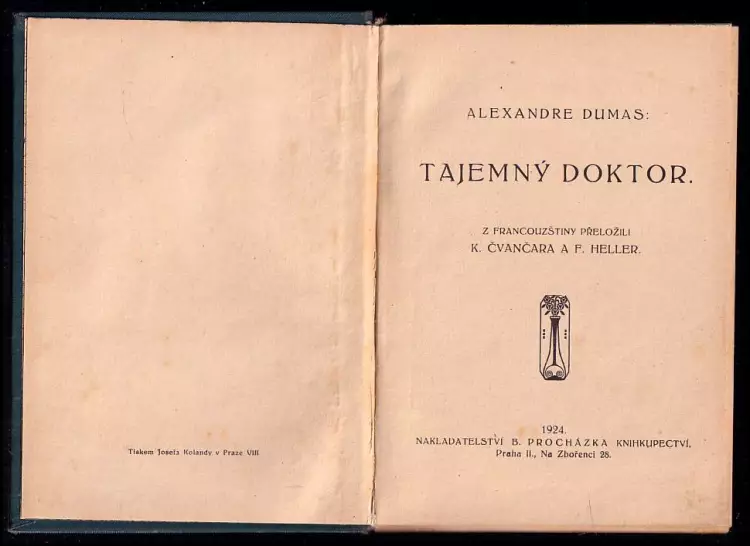 Tiskem Josefa Kolandy v Praze VIII
ALEXANDRE DUMAS:
TAJEMNÝ DOKTOR.
Z FRANCOUZŠTINY PŘELOŽILI
K. ČVANČARA A F. HELLER.
1924.
NAKLADATELSTVÍ B. PROCHÁZKA KNIHKUPECTVÍ,
Praha II., Na Zbořenci 28.